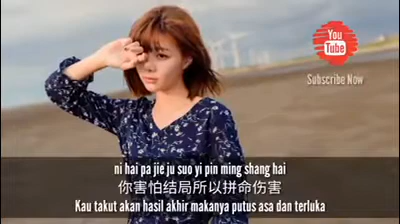 You
Tube
Subscribe Now
ni hai pa jie ju suo yi pin ming shang hai
你害怕结局所以拼命伤害
Kau takut akan hasil akhir makanya putus asa dan terluka